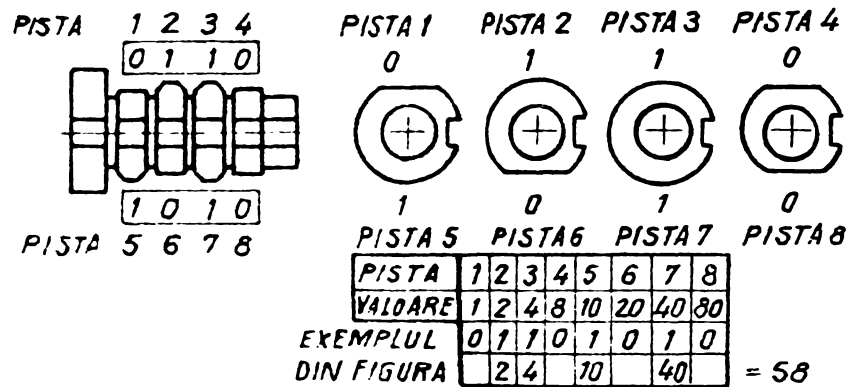 PISTA 1 2 3 4
0 1 1 0
1 0 1 0
PISTA 5 6 7 8
PISTA 1 PISTA 2 PISTA 3 PISTA 4
0 1 1 0
1 0 1 0
PISTA 5 PISTA 6 PISTA 7 PISTA 8
PISTA 1 2 3 4 5 6 7 8
VALOARE 1 2 4 8 10 20 40 80
EXEMPLUL 0 1 1 0 1 0 1 0
DIN FIGURA 2 4 10 40 = 58